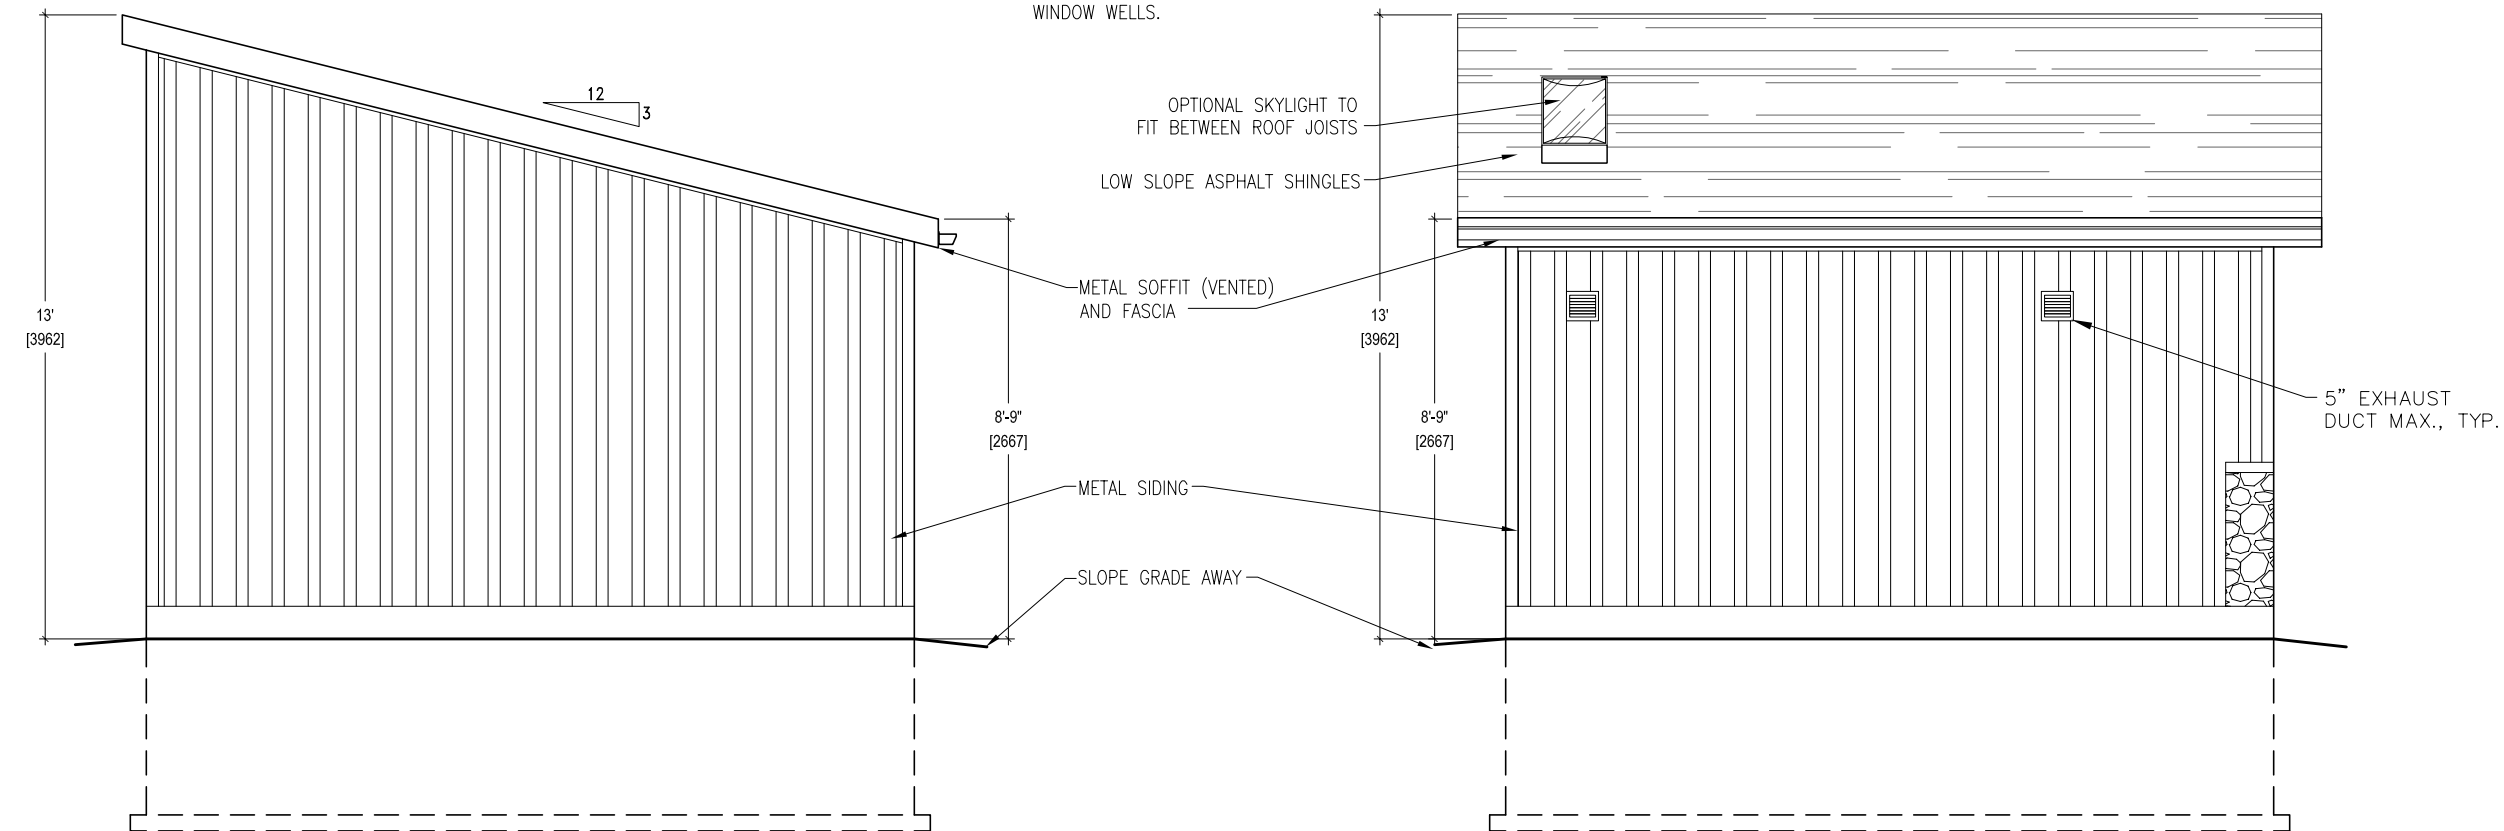 WINDOW WELLS.
12
3
OPTIONAL SKYLIGHT TO
FIT BETWEEN ROOF JOISTS
LOW SLOPE ASPHALT SHINGLES
METAL SOFFIT (VENTED)
AND FASCIA
13'
[3962]
13'
[3962]
8'-9"
[2667]
8'-9"
[2667]
5” EXHAUST
DUCT MAX., TYP.
METAL SIDING
SLOPE GRADE AWAY